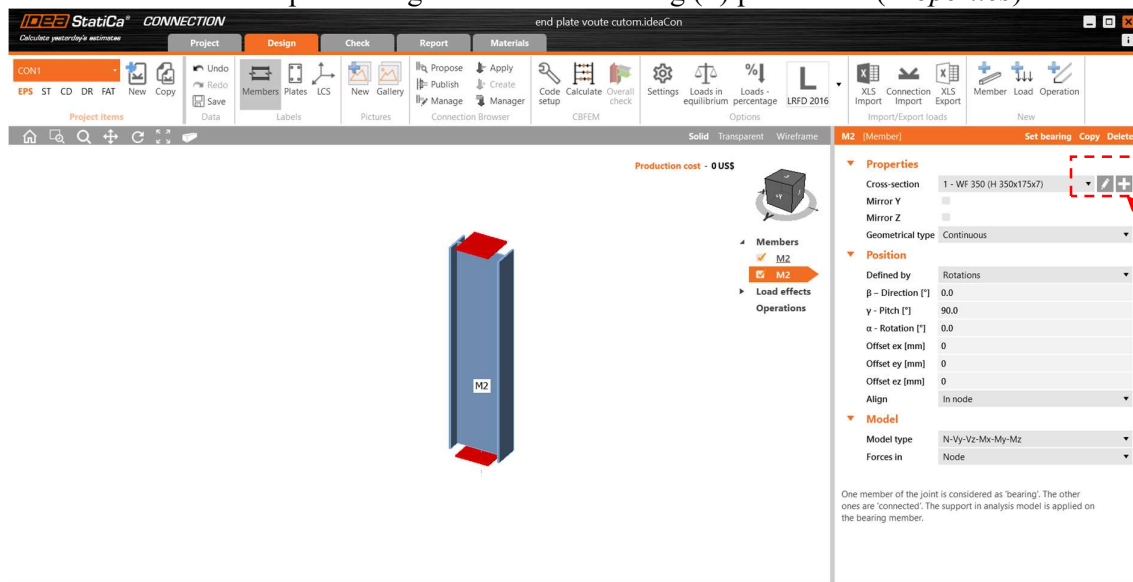 IDEA StatiCa® CONNECTION
Calculate yesterday's estimates
end plate voute cutom.ideaCon
Project Design Check Report Materials
CON1
EPS ST CD DR FAT
New Copy
Project items
Undo
Redo
Save
Data
Members Plates LCS
Labels
New Gallery
Pictures
Propose Apply
Publish Create
Manage Manager
Connection Browser
Code setup Calculate Overall check
CBFEM
Settings Loads in equilibrium Loads - percentage LRFD 2016
Options
XLS Import Connection Import XLS Export
Import/Export loads
Member Load Operation
New
Solid Transparent Wireframe
M2 [Member] Set bearing Copy Delete
Production cost - 0 US$
Members
M2
M2
Load effects
Operations
M2
Properties
Cross-section 1 - WF 350 (H 350x175x7)
Mirror Y
Mirror Z
Geometrical type Continuous
Position
Defined by Rotations
β – Direction [°] 0.0
γ - Pitch [°] 90.0
α - Rotation [°] 0.0
Offset ex [mm] 0
Offset ey [mm] 0
Offset ez [mm] 0
Align In node
Model
Model type N-Vy-Vz-Mx-My-Mz
Forces in Node
One member of the joint is considered as 'bearing'. The other
ones are 'connected'. The support in analysis model is applied on
the bearing member.